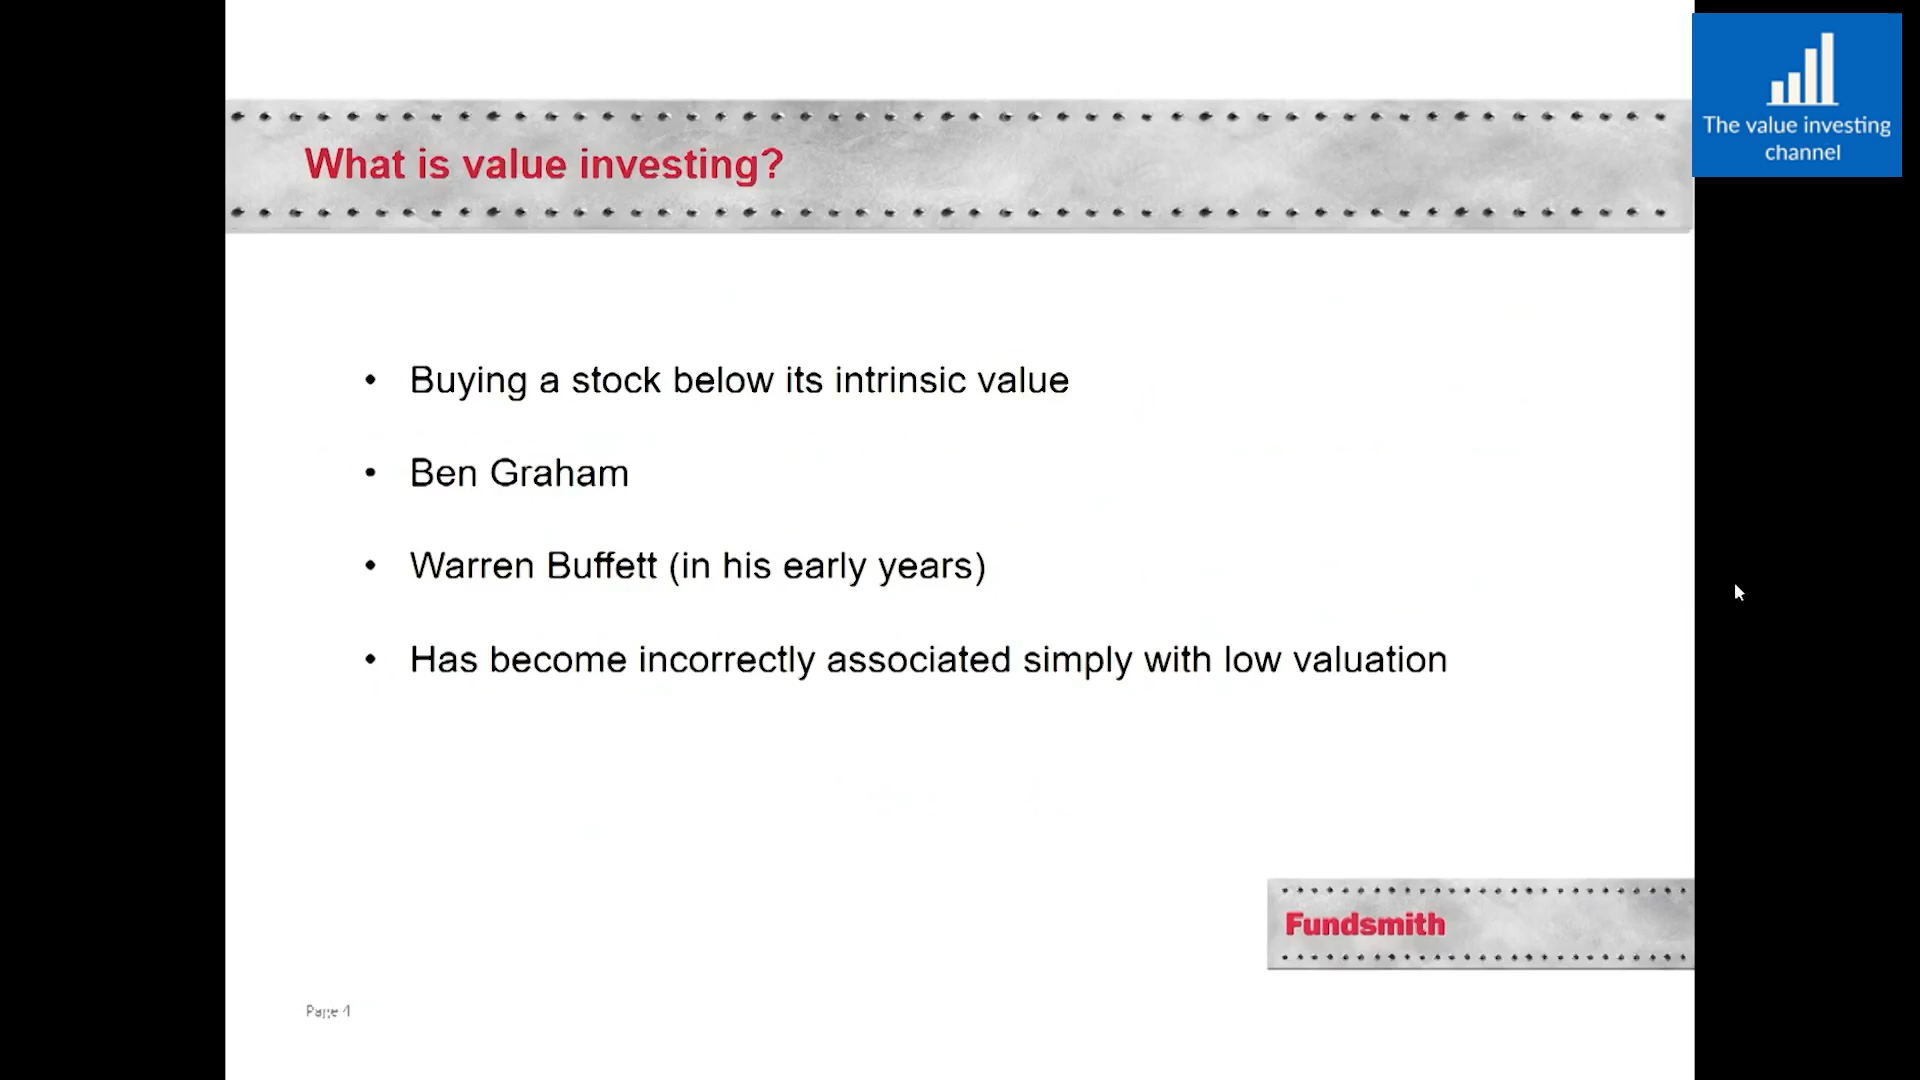 The value investing
channel
What is value investing?
• Buying a stock below its intrinsic value
• Ben Graham
• Warren Buffett (in his early years)
• Has become incorrectly associated simply with low valuation
Fundsmith
Page 4